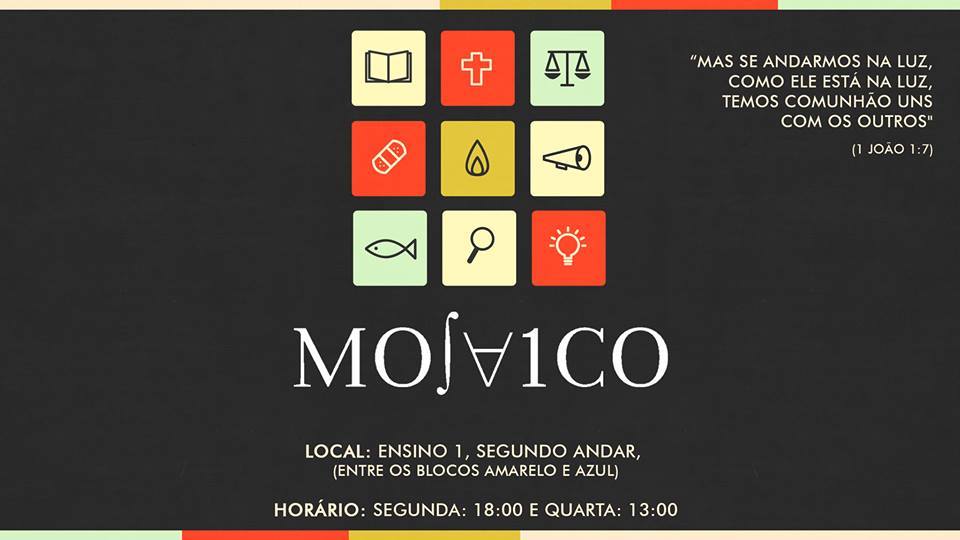 “MAS SE ANDARMOS NA LUZ,
COMO ELE ESTÁ NA LUZ,
TEMOS COMUNHÃO UNS
COM OS OUTROS"
(1 JOÃO 1:7)
MO∫∀1CO
LOCAL: ENSINO 1, SEGUNDO ANDAR,
(ENTRE OS BLOCOS AMARELO E AZUL)
HORÁRIO: SEGUNDA: 18:00 E QUARTA: 13:00